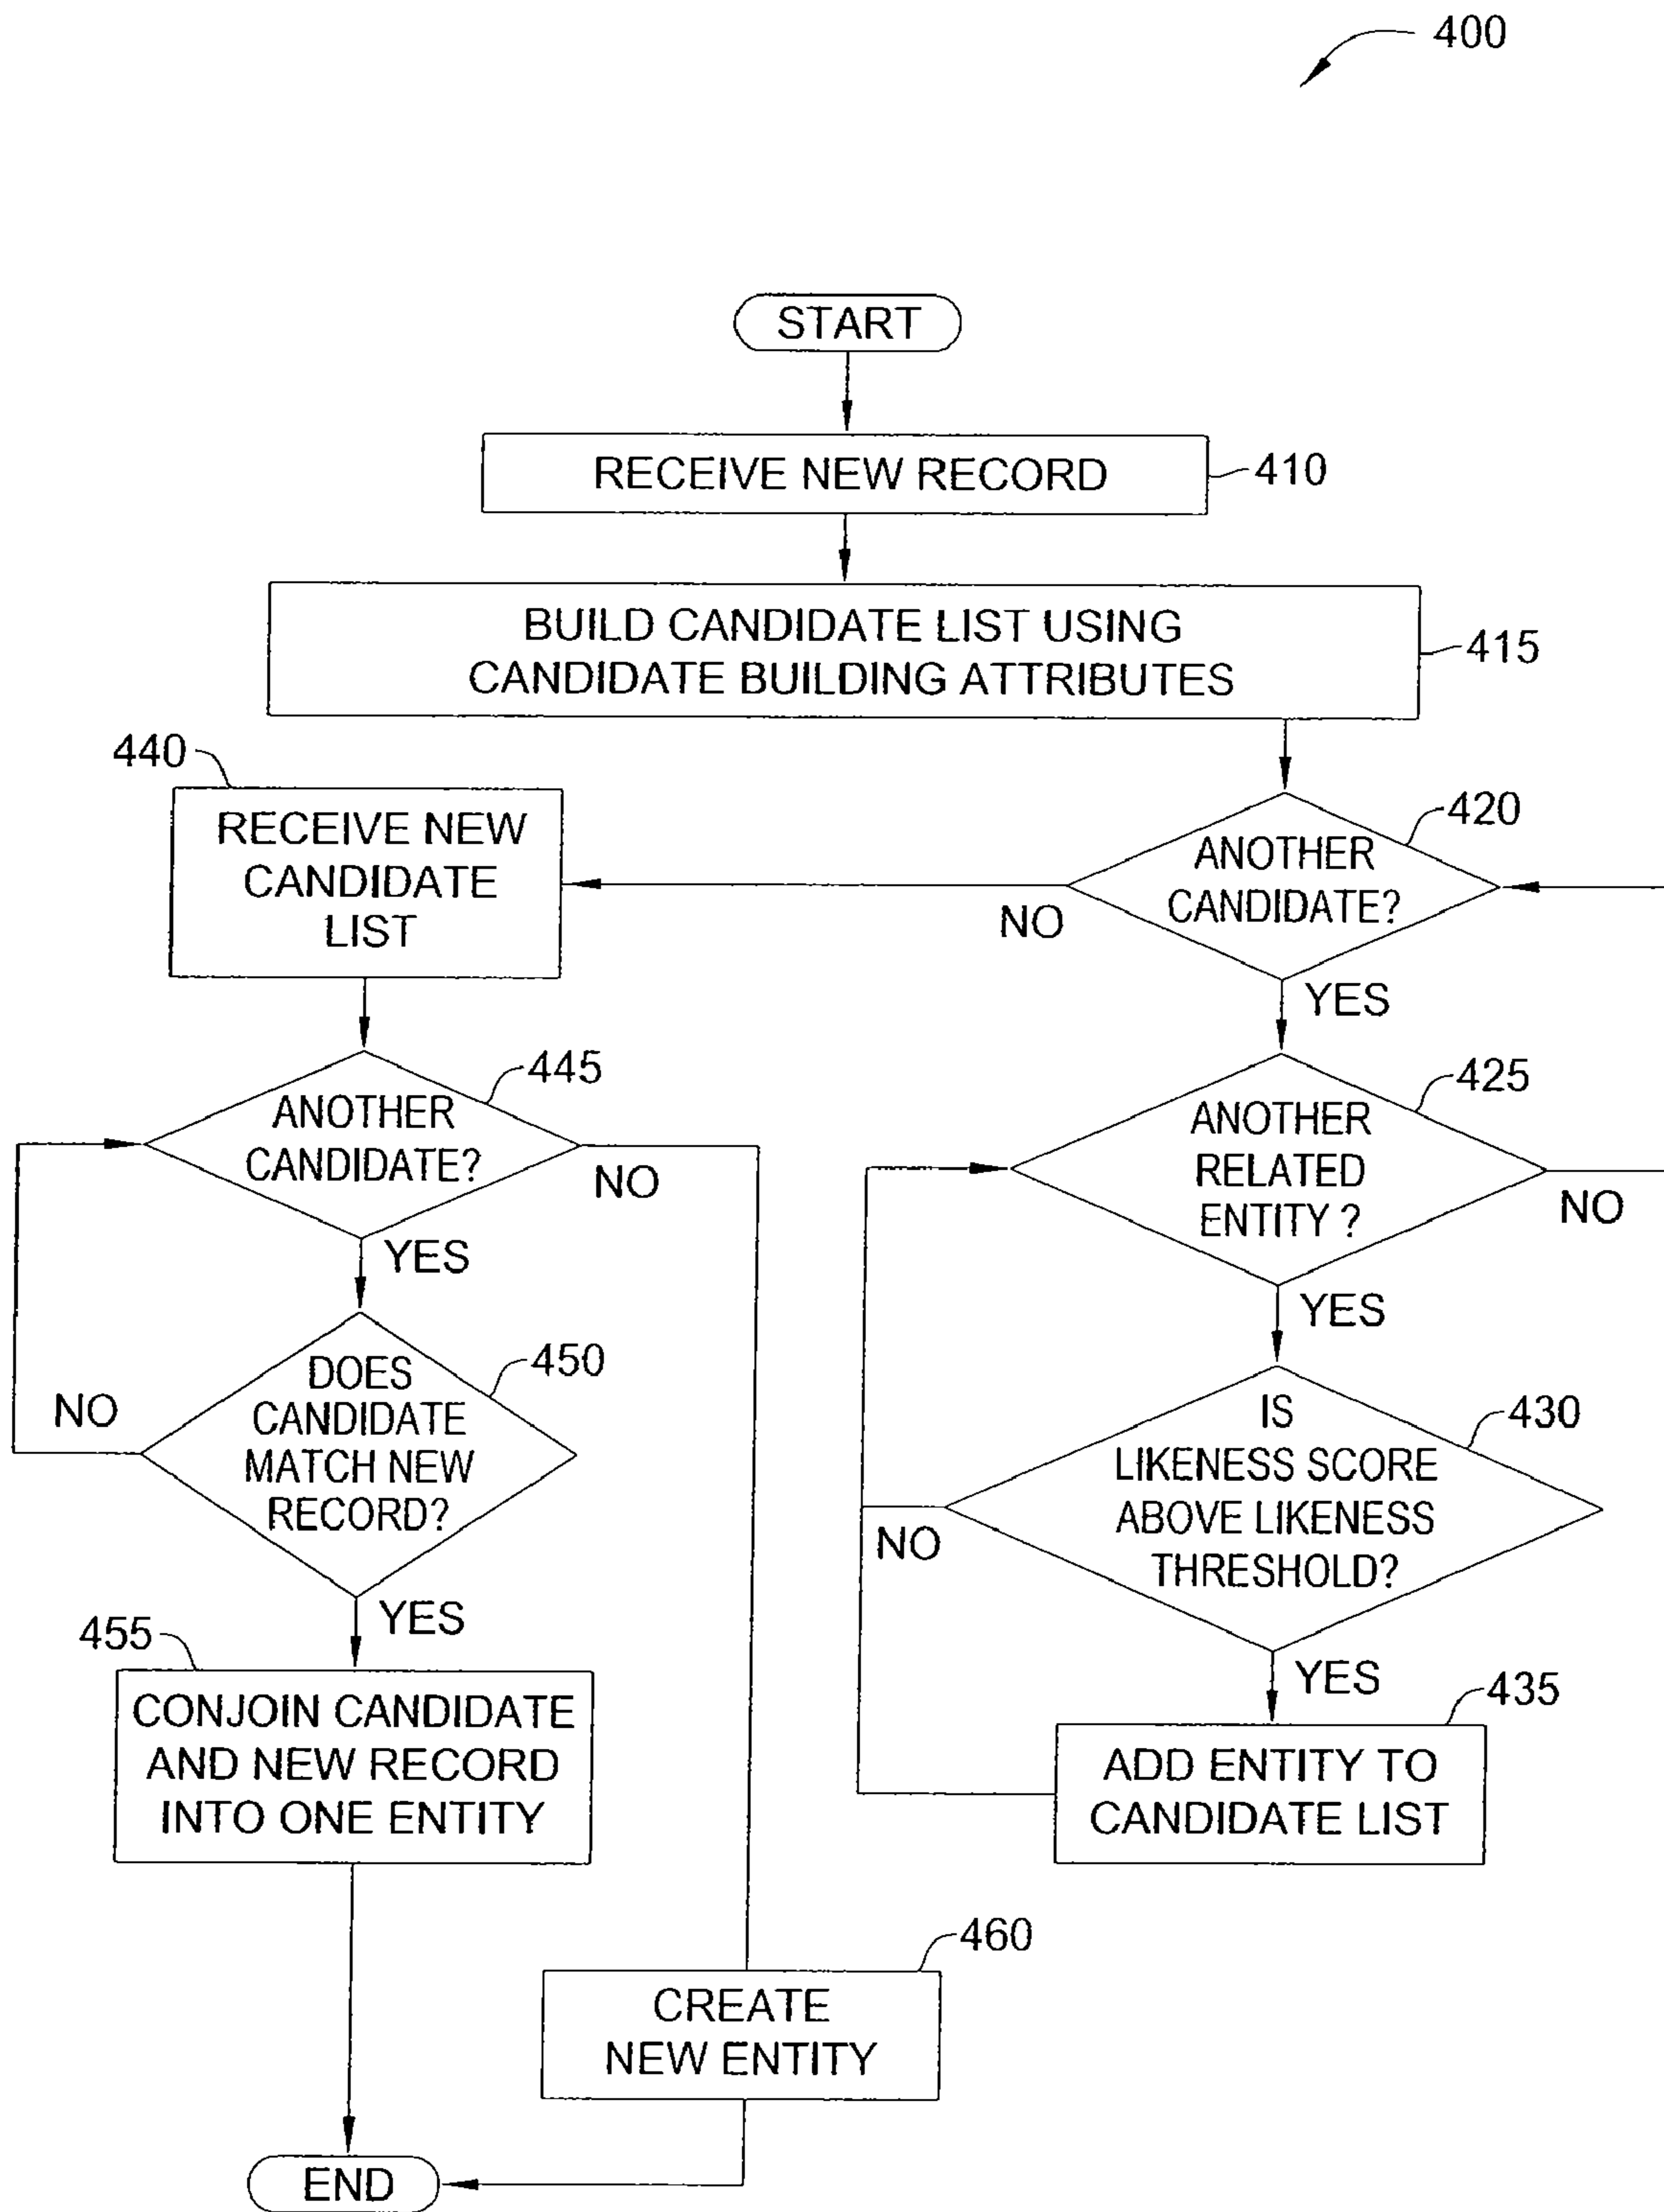 400
START
RECEIVE NEW RECORD
410
BUILD CANDIDATE LIST USING
CANDIDATE BUILDING ATTRIBUTES
415
420
ANOTHER
CANDIDATE?
NO
YES
425
ANOTHER
RELATED
ENTITY ?
NO
YES
430
IS
LIKENESS SCORE
ABOVE LIKENESS
THRESHOLD?
NO
YES
435
ADD ENTITY TO
CANDIDATE LIST
440
RECEIVE NEW
CANDIDATE
LIST
445
ANOTHER
CANDIDATE?
NO
YES
450
DOES
CANDIDATE
MATCH NEW
RECORD?
NO
YES
455
CONJOIN CANDIDATE
AND NEW RECORD
INTO ONE ENTITY
460
CREATE
NEW ENTITY
END